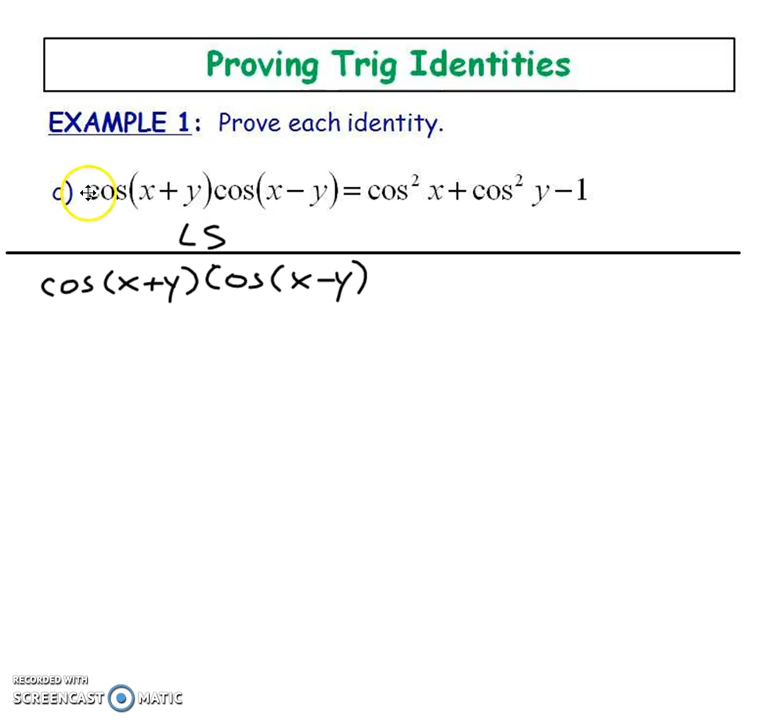 Proving Trig Identities
EXAMPLE 1: Prove each identity.
c) cos(x + y)cos(x − y) = cos² x + cos² y − 1
LS
cos(x+y)cos(x−y)
RECORDED WITH
SCREENCAST MATIC